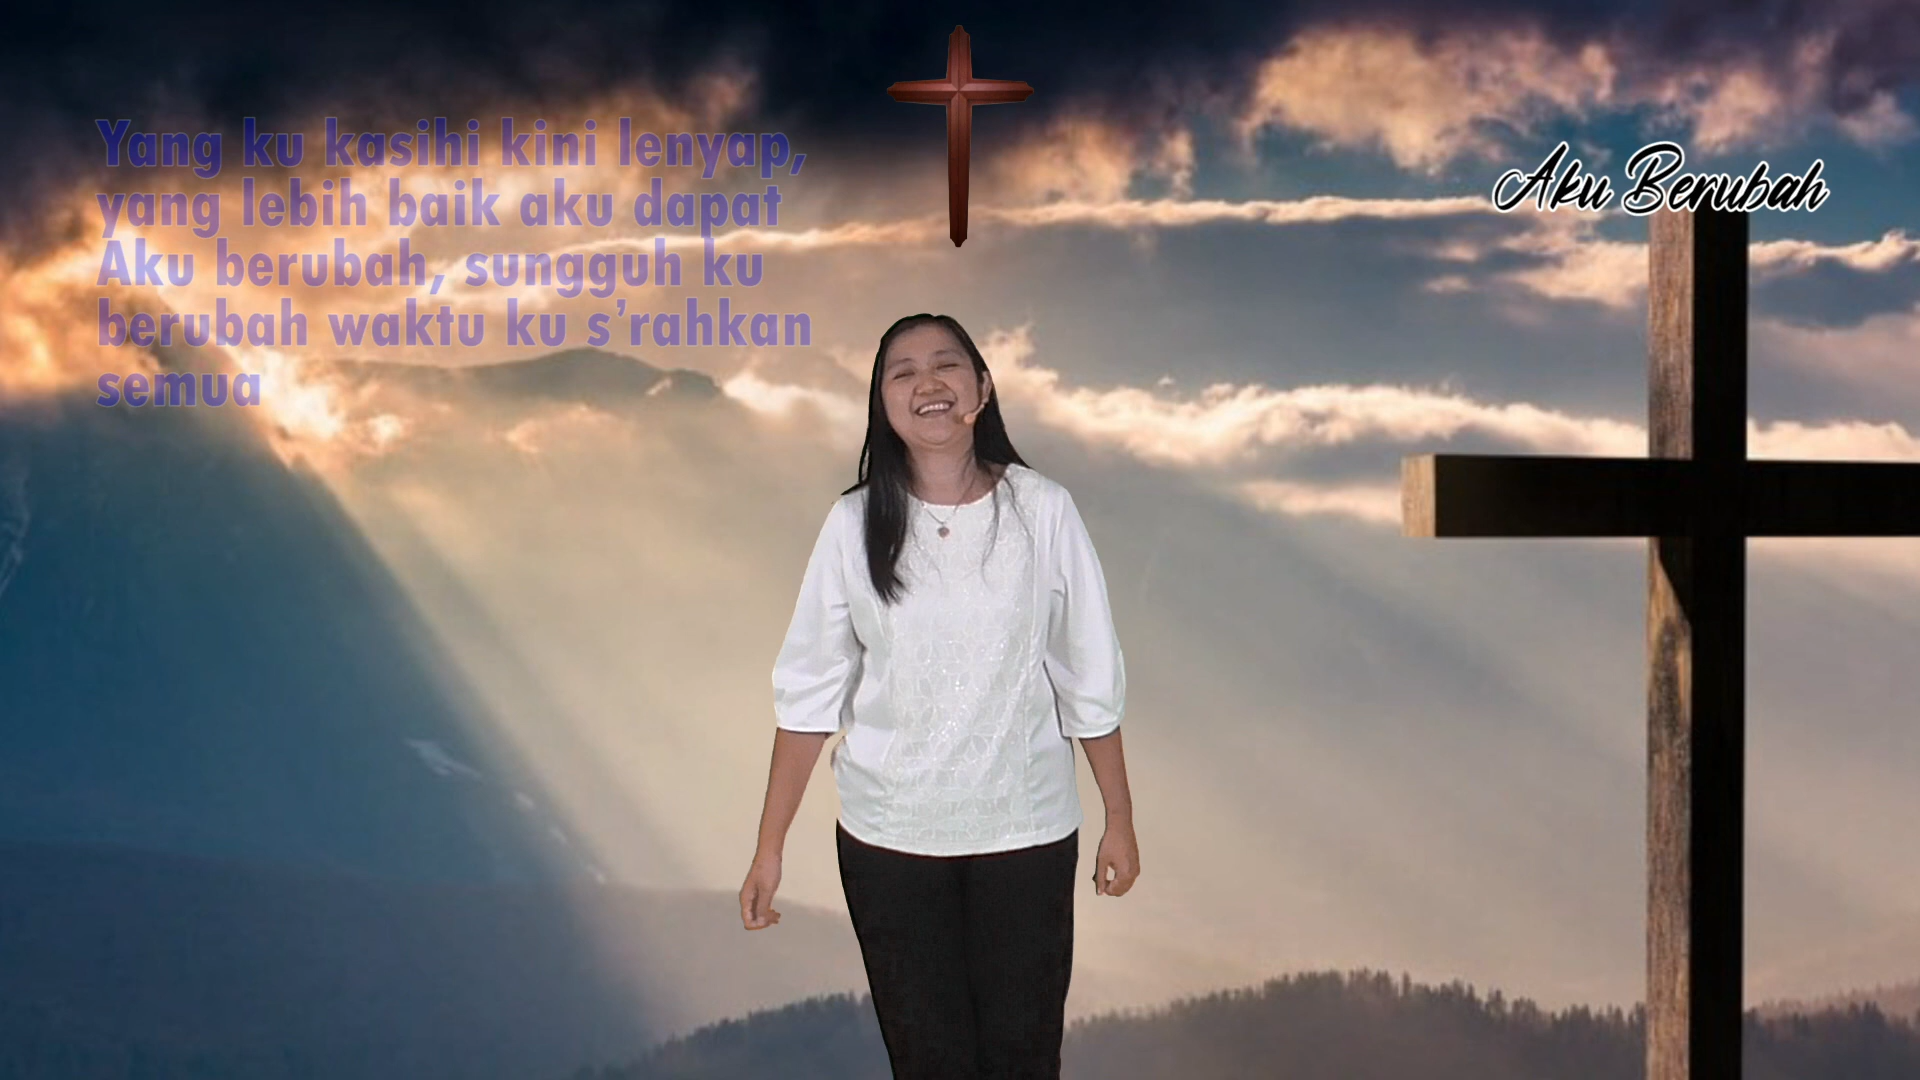 Yang ku kasihi kini lenyap,
yang lebih baik aku dapat
Aku berubah, sungguh ku
berubah waktu ku s’rahkan
semua
Aku Berubah